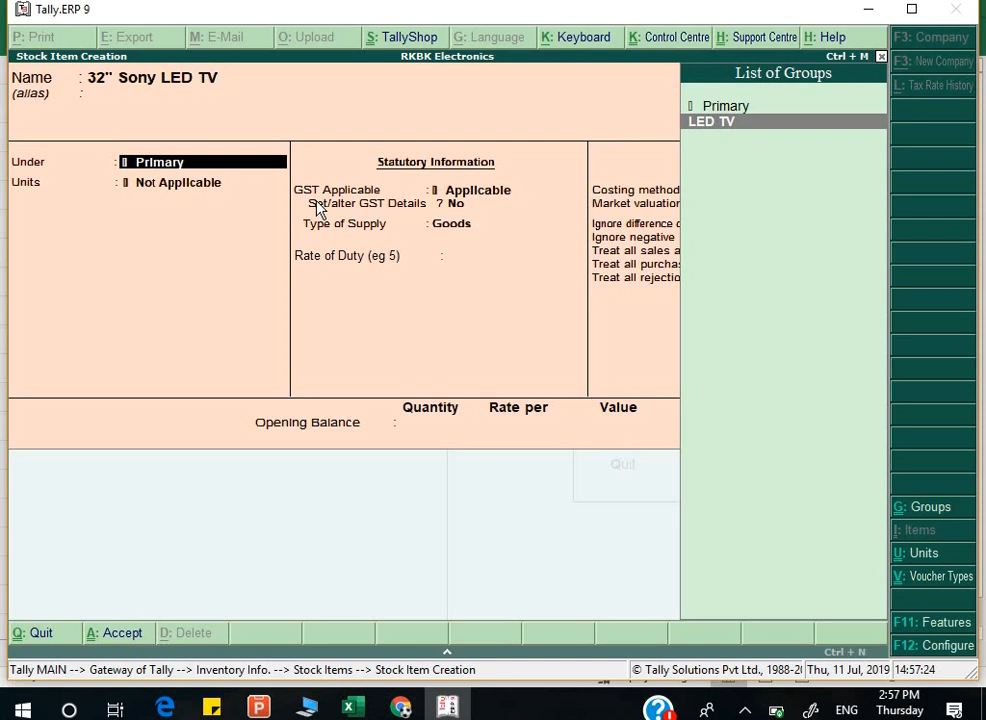 Tally.ERP 9
P: Print E: Export M: E-Mail O: Upload S: TallyShop G: Language K: Keyboard K: Control Centre H: Support Centre H: Help F3: Company
Stock Item Creation RKBK Electronics Ctrl + M
F3: New Company
L: Tax Rate History
Name : 32" Sony LED TV
(alias) :
List of Groups
Primary
LED TV
Under : Primary
Units : Not Applicable
Statutory Information
GST Applicable : Applicable
Set/alter GST Details ? No
Type of Supply : Goods
Rate of Duty (eg 5) :
Costing method
Market valuation
Ignore difference
Ignore negative
Treat all sales a
Treat all purcha
Treat all rejectio
Quantity Rate per Value
Opening Balance :
Quit
G: Groups
I: Items
U: Units
V: Voucher Types
F11: Features
F12: Configure
Q: Quit A: Accept D: Delete
Ctrl + N
Tally MAIN --> Gateway of Tally --> Inventory Info. --> Stock Items --> Stock Item Creation © Tally Solutions Pvt Ltd., 1988-20 Thu, 11 Jul, 2019 14:57:24
2:57 PM
ENG
Thursday